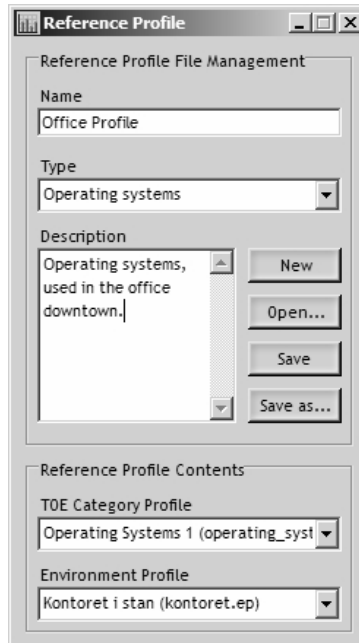 Reference Profile
Reference Profile File Management
Name
Office Profile
Type
Operating systems
Description
Operating systems,
used in the office
downtown.
New
Open...
Save
Save as...
Reference Profile Contents
TOE Category Profile
Operating Systems 1 (operating_syst
Environment Profile
Kontoret i stan (kontoret.ep)